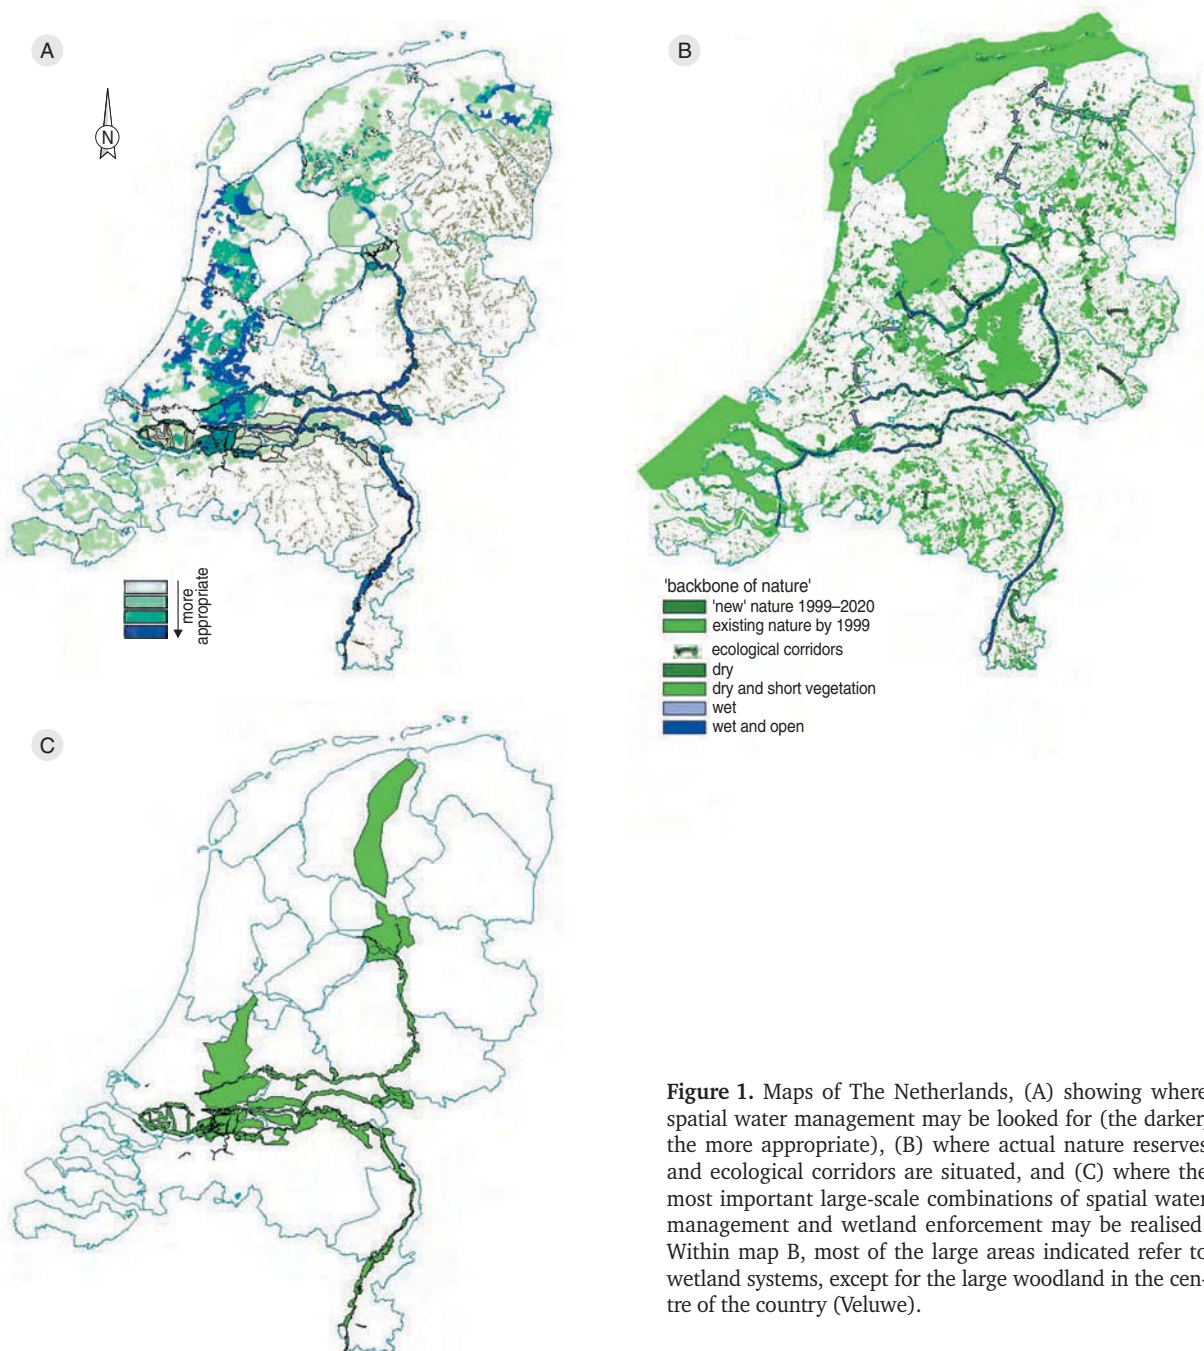 A
N
more
appropriate
B
'backbone of nature'
'new' nature 1999–2020
existing nature by 1999
ecological corridors
dry
dry and short vegetation
wet
wet and open
C
Figure 1. Maps of The Netherlands, (A) showing where
spatial water management may be looked for (the darker,
the more appropriate), (B) where actual nature reserves
and ecological corridors are situated, and (C) where the
most important large-scale combinations of spatial water
management and wetland enforcement may be realised.
Within map B, most of the large areas indicated refer to
wetland systems, except for the large woodland in the cen-
tre of the country (Veluwe).